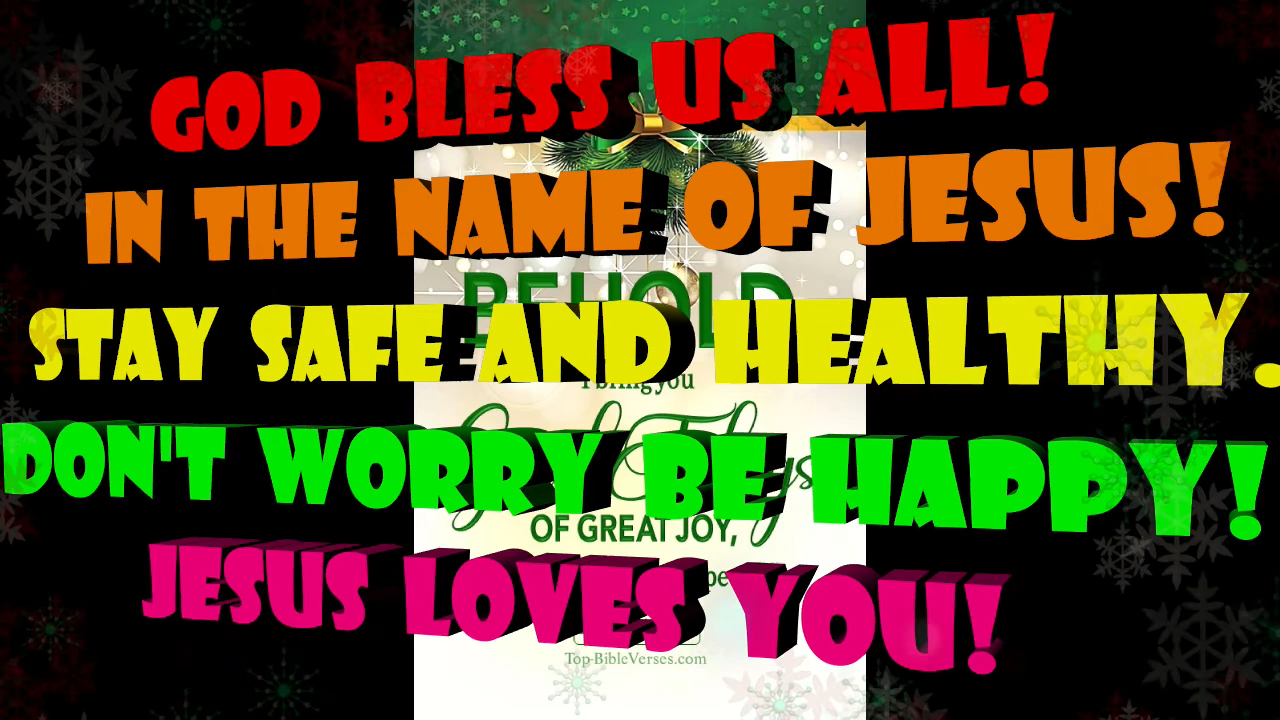 GOD BLESS US ALL!
IN THE NAME OF JESUS!
BEHOLD
STAY SAFE AND HEALTHY.
I bring you
DON'T WORRY BE HAPPY!
OF GREAT JOY,
JESUS LOVES YOU!
Top-BibleVerses.com